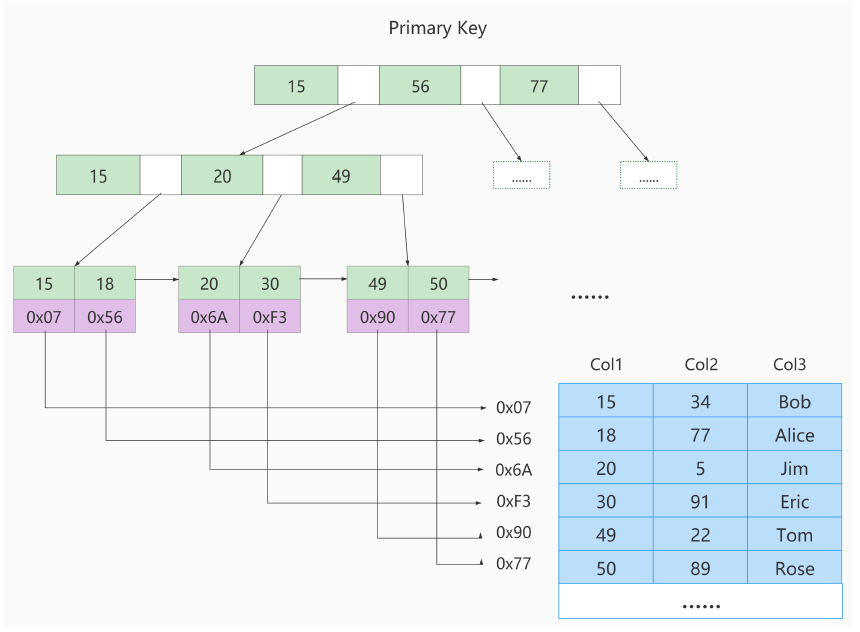 Primary Key
15 56 77
15 20 49
...... ......
15 18 20 30 49 50
0x07 0x56 0x6A 0xF3 0x90 0x77
......
Col1 Col2 Col3
0x07 15 34 Bob
0x56 18 77 Alice
0x6A 20 5 Jim
0xF3 30 91 Eric
0x90 49 22 Tom
0x77 50 89 Rose
......